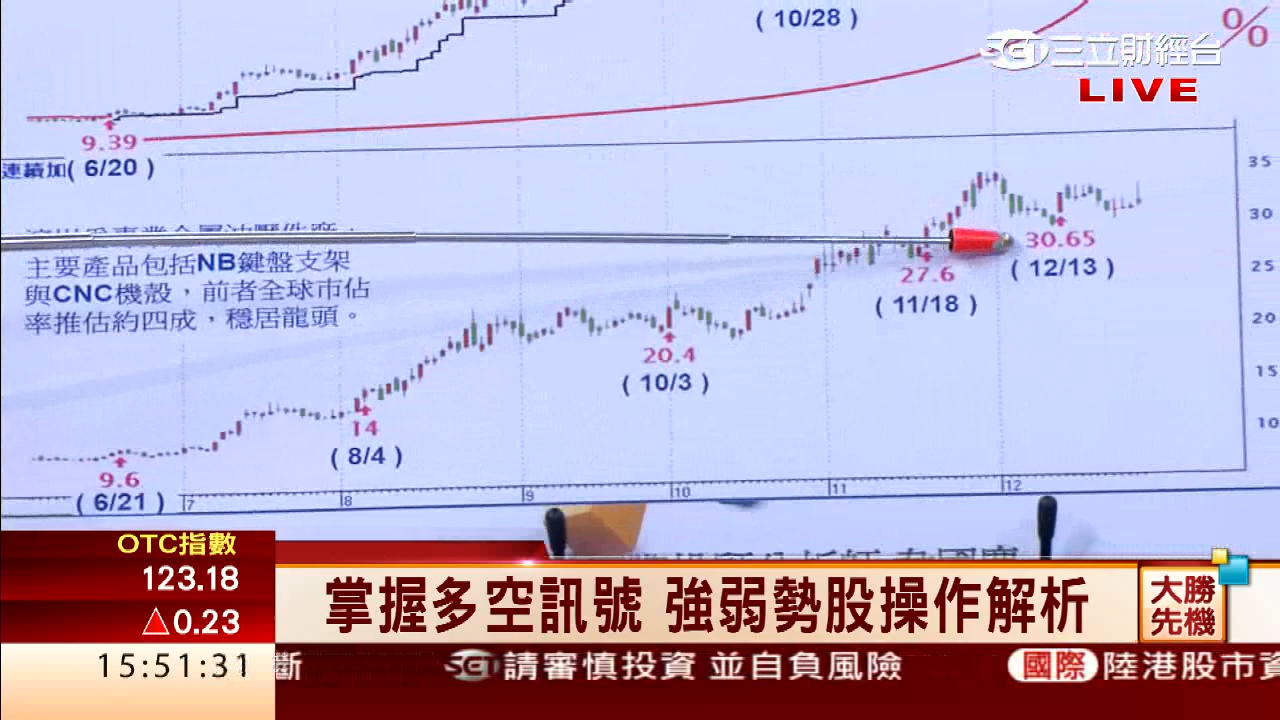 (10/28)
%
SET三立財經台
LIVE
9.39
連續加(6/20)
35
30
25
20
15
10
主要產品包括NB鍵盤支架
與CNC機殼，前者全球市佔
率推估約四成，穩居龍頭。
30.65
(12/13)
27.6
(11/18)
20.4
(10/3)
14
(8/4)
9.6
(6/21)
7 8 9 10 11 12
OTC指數
123.18
△0.23
掌握多空訊號 強弱勢股操作解析
大勝
先機
15:51:31
斷 SET 請審慎投資 並自負風險 國際 陸港股市資